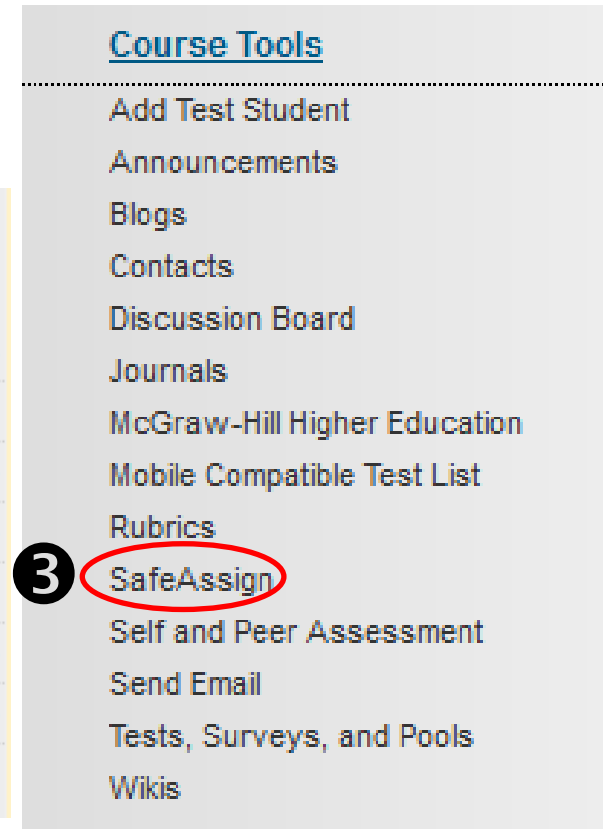 Course Tools
Add Test Student
Announcements
Blogs
Contacts
Discussion Board
Journals
McGraw-Hill Higher Education
Mobile Compatible Test List
Rubrics
3 SafeAssign
Self and Peer Assessment
Send Email
Tests, Surveys, and Pools
Wikis